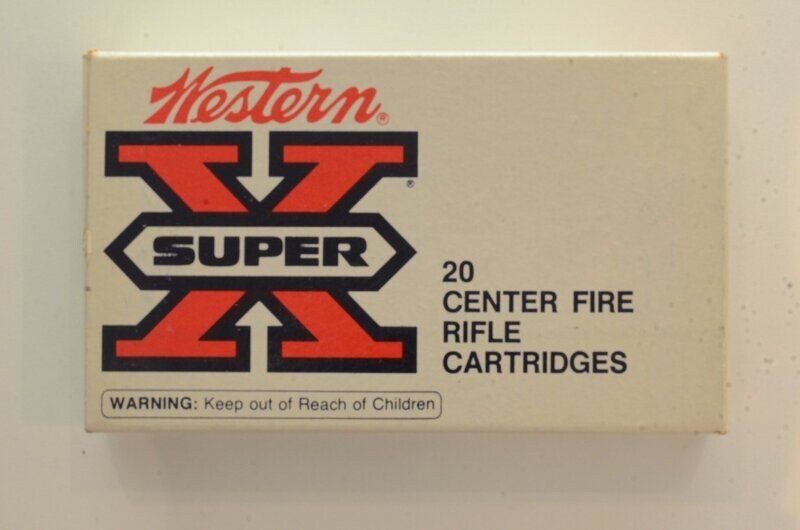 Western®
X®
SUPER
20
CENTER FIRE
RIFLE
CARTRIDGES
WARNING: Keep out of Reach of Children